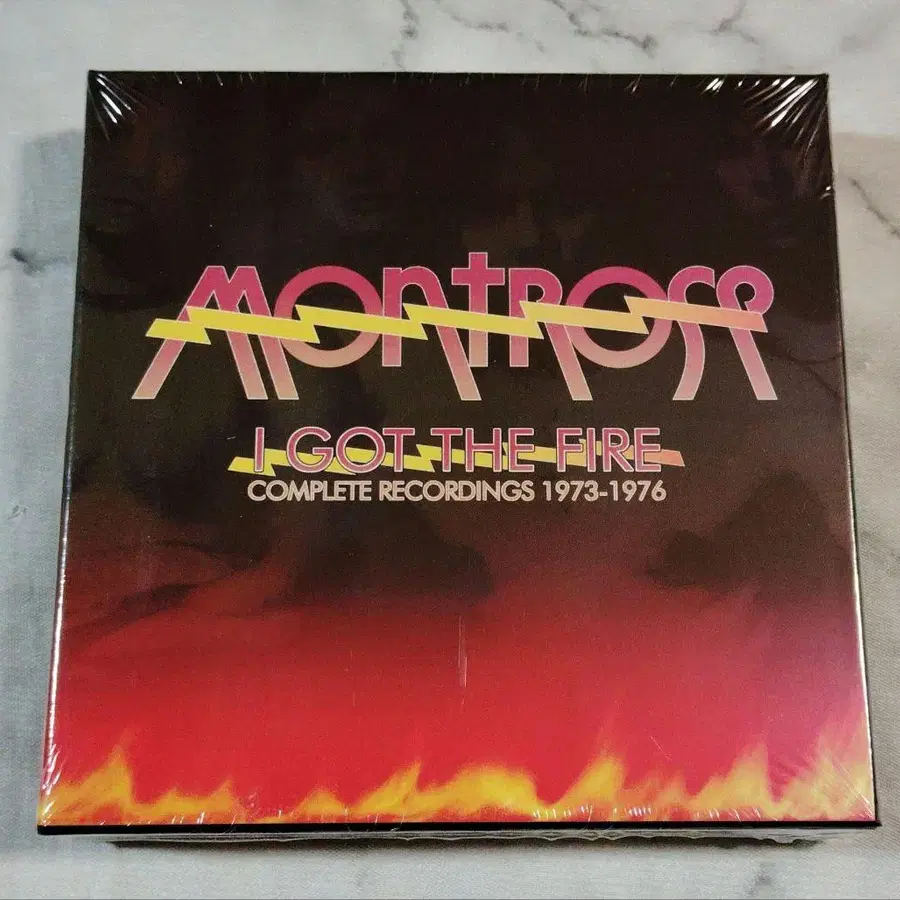 MONTROSE
I GOT THE FIRE
COMPLETE RECORDINGS 1973-1976